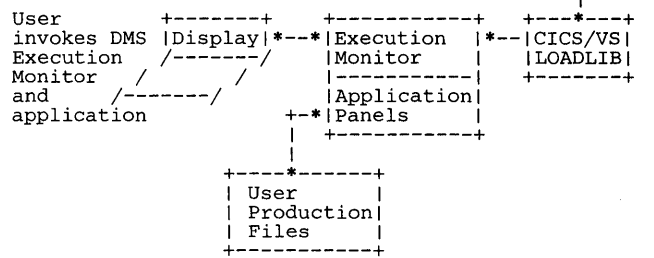 User
invokes DMS Display Execution CICS/VS
Execution Monitor LOADLIB
Monitor
and Application
application Panels
User
Production
Files